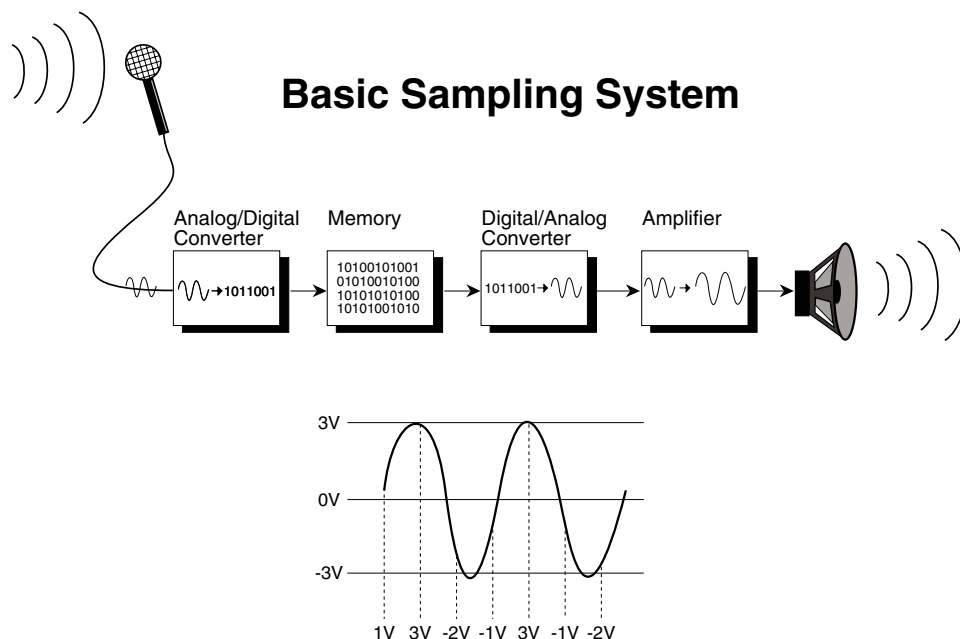 Basic Sampling System
Analog/Digital
Converter
Memory
Digital/Analog
Converter
Amplifier
1011001
10100101001
01010010100
10101010100
10101001010
1011001
3V
0V
-3V
1V 3V -2V -1V 3V -1V -2V